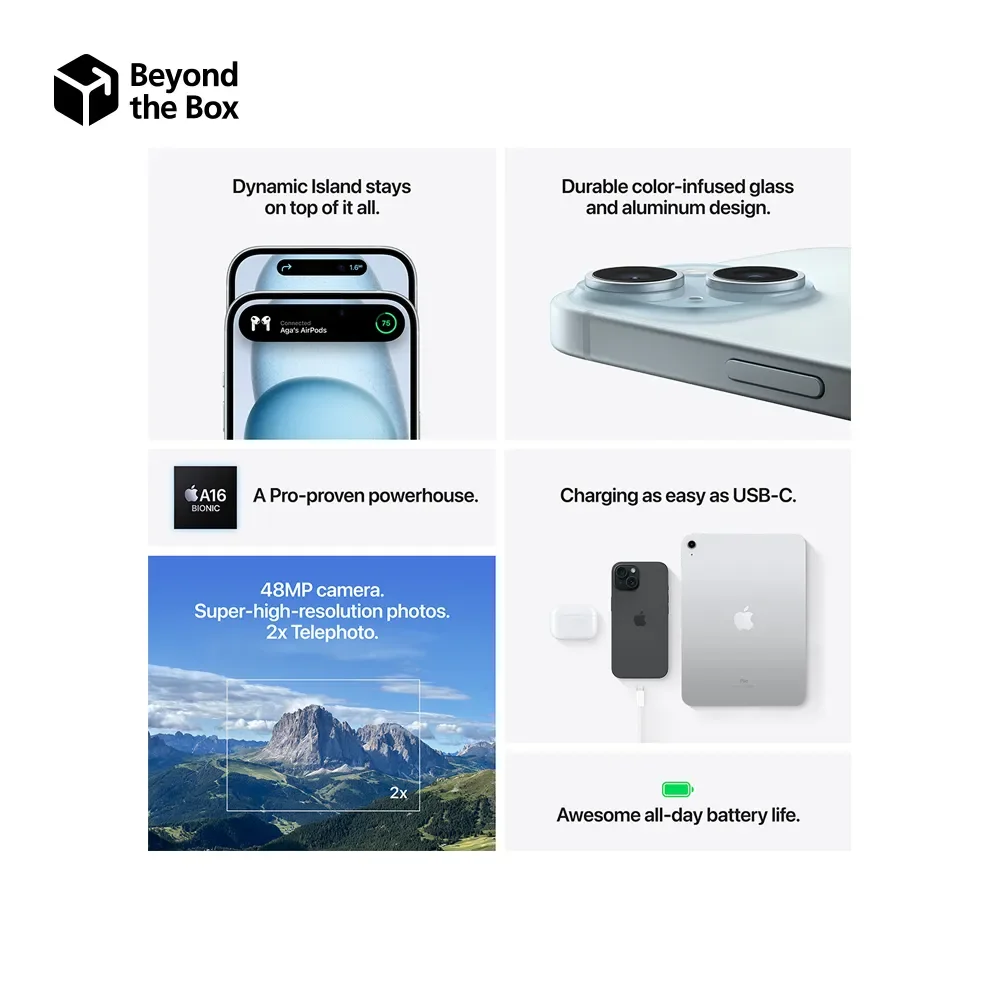 Beyond
the Box
Dynamic Island stays
on top of it all.
1.6mi
Connected
Aga's AirPods
75
Durable color-infused glass
and aluminum design.
A16
BIONIC
A Pro-proven powerhouse.
48MP camera.
Super-high-resolution photos.
2x Telephoto.
2x
Charging as easy as USB-C.
Awesome all-day battery life.